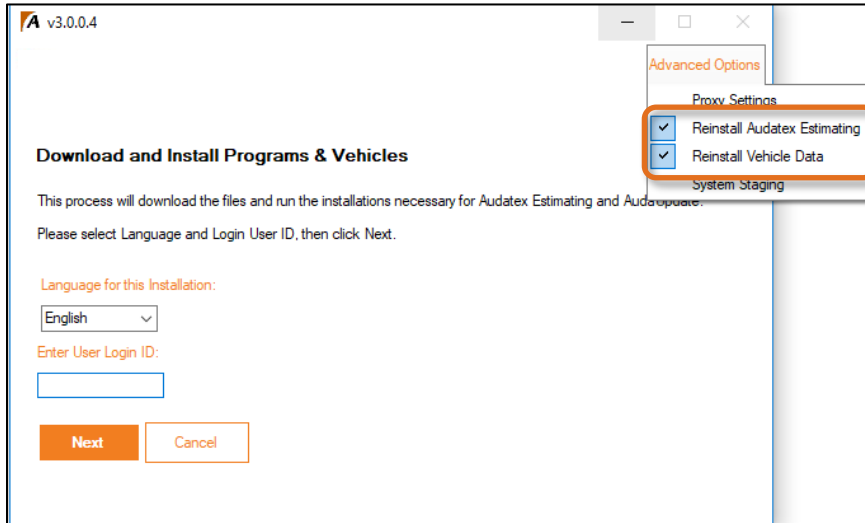 v3.0.0.4
Advanced Options
Proxy Settings
Reinstall Audatex Estimating
Reinstall Vehicle Data
System Staging
Download and Install Programs & Vehicles
This process will download the files and run the installations necessary for Audatex Estimating and AudaUpdate.
Please select Language and Login User ID, then click Next.
Language for this Installation:
English
Enter User Login ID:
Next Cancel